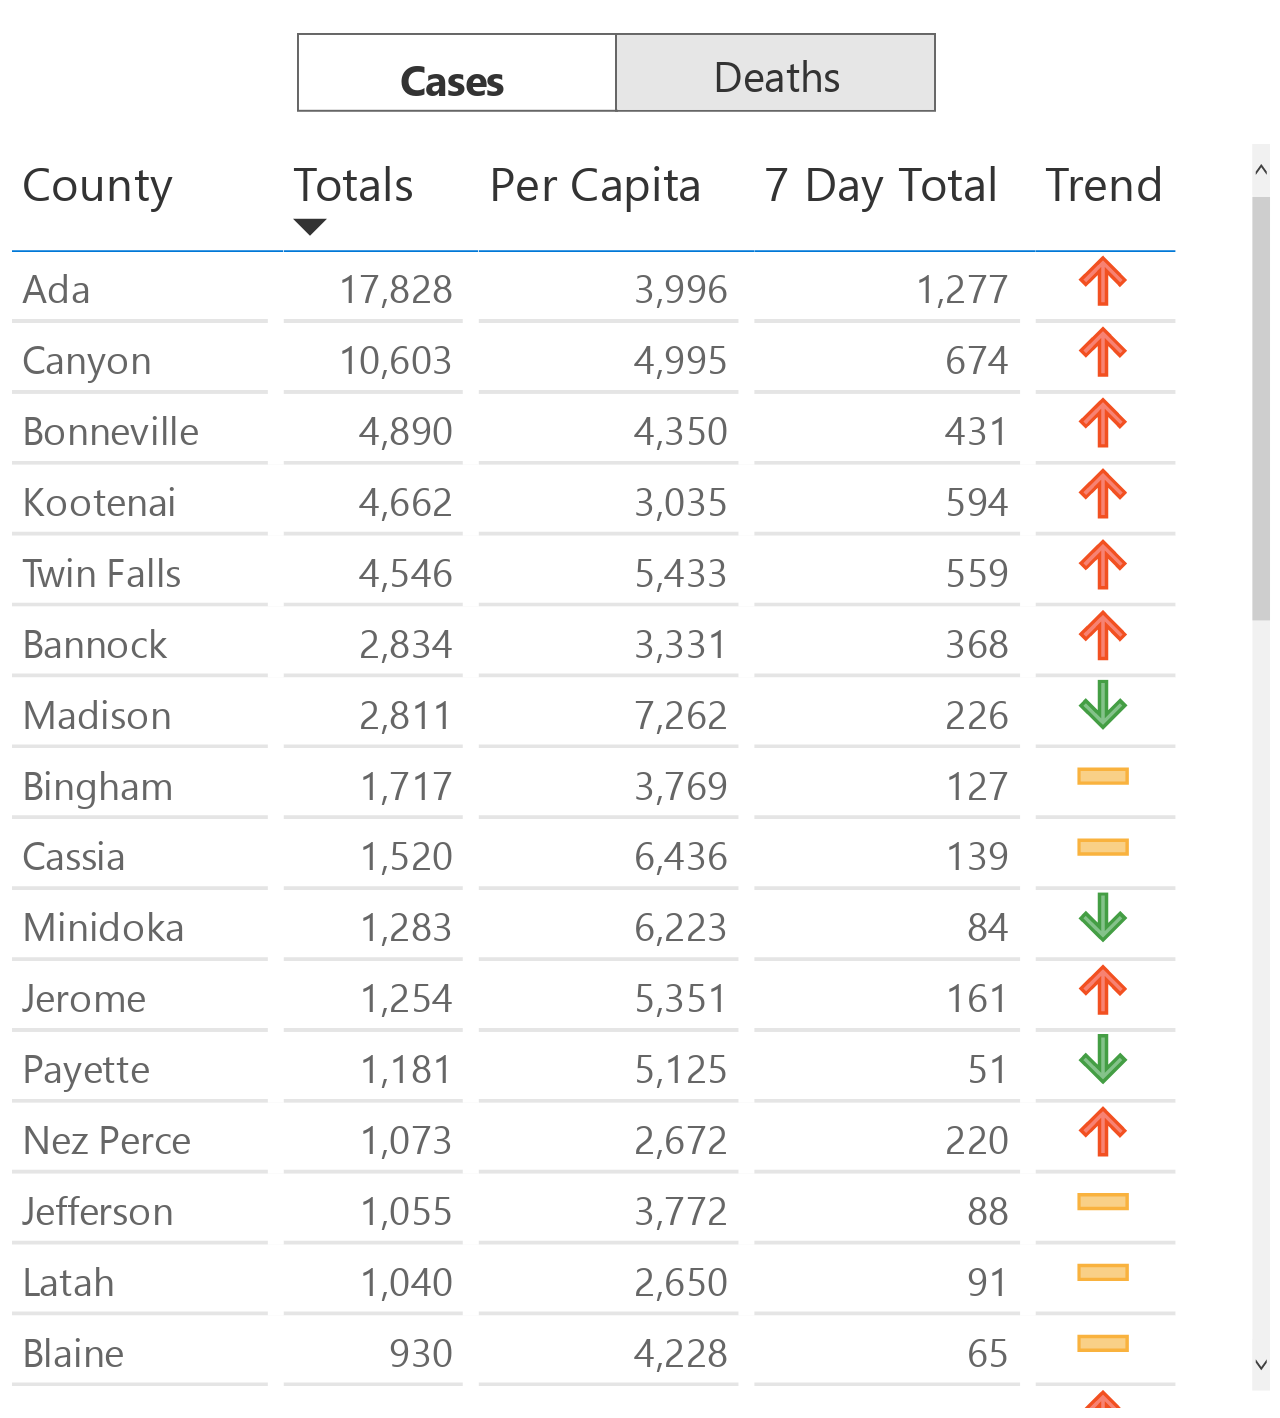 Cases Deaths
County Totals Per Capita 7 Day Total Trend
Ada 17,828 3,996 1,277
Canyon 10,603 4,995 674
Bonneville 4,890 4,350 431
Kootenai 4,662 3,035 594
Twin Falls 4,546 5,433 559
Bannock 2,834 3,331 368
Madison 2,811 7,262 226
Bingham 1,717 3,769 127
Cassia 1,520 6,436 139
Minidoka 1,283 6,223 84
Jerome 1,254 5,351 161
Payette 1,181 5,125 51
Nez Perce 1,073 2,672 220
Jefferson 1,055 3,772 88
Latah 1,040 2,650 91
Blaine 930 4,228 65